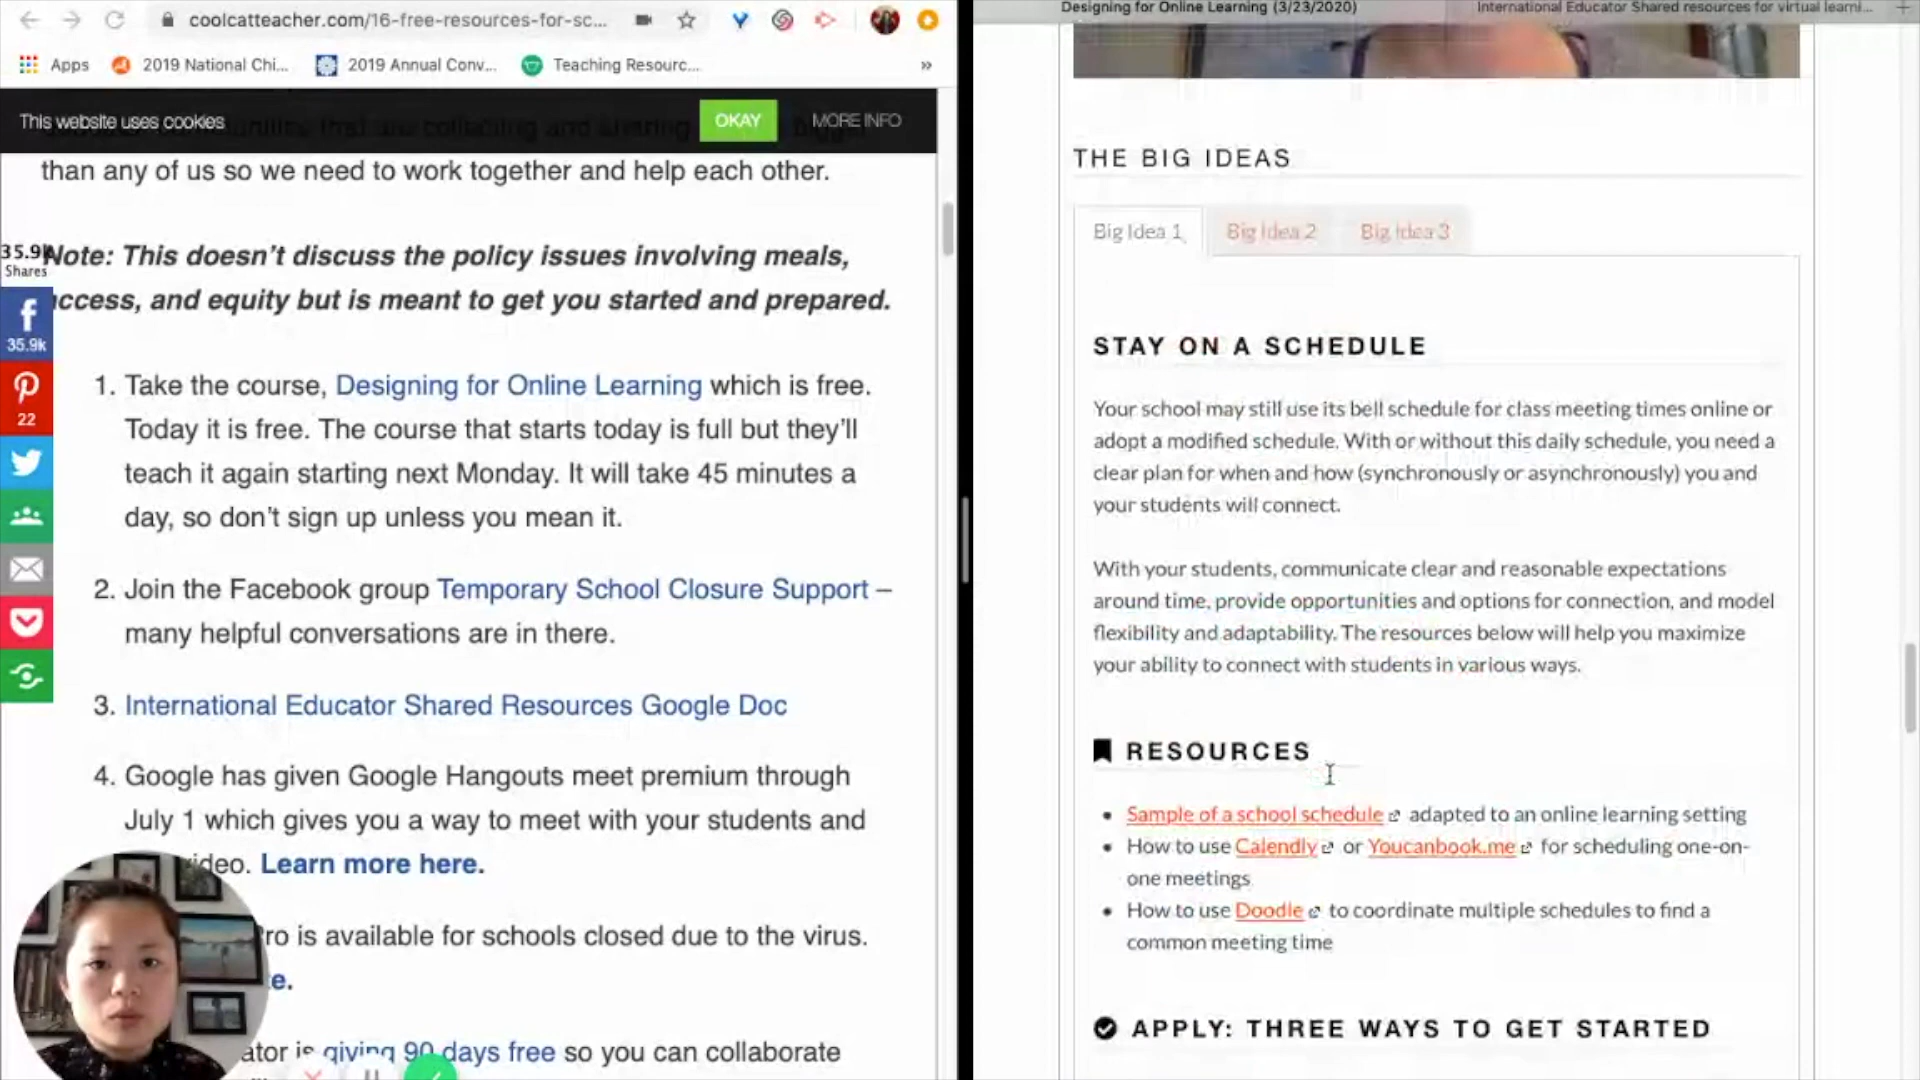 coolcatteacher.com/16-free-resources-for-sc...
Apps
2019 National Chi...
2019 Annual Conv...
Teaching Resourc...
»
This website uses cookies
OKAY
MORE INFO
than any of us so we need to work together and help each other.
35.9k
Shares
Note: This doesn't discuss the policy issues involving meals,
access, and equity but is meant to get you started and prepared.
35.9k
22
1. Take the course, Designing for Online Learning which is free.
Today it is free. The course that starts today is full but they'll
teach it again starting next Monday. It will take 45 minutes a
day, so don't sign up unless you mean it.
2. Join the Facebook group Temporary School Closure Support –
many helpful conversations are in there.
3. International Educator Shared Resources Google Doc
4. Google has given Google Hangouts meet premium through
July 1 which gives you a way to meet with your students and
deo. Learn more here.
ro is available for schools closed due to the virus.
e.
ator is giving 90 days free so you can collaborate
Designing for Online Learning (3/23/2020)
International Educator Shared resources for virtual learni...
THE BIG IDEAS
Big Idea 1
Big Idea 2
Big Idea 3
STAY ON A SCHEDULE
Your school may still use its bell schedule for class meeting times online or
adopt a modified schedule. With or without this daily schedule, you need a
clear plan for when and how (synchronously or asynchronously) you and
your students will connect.
With your students, communicate clear and reasonable expectations
around time, provide opportunities and options for connection, and model
flexibility and adaptability. The resources below will help you maximize
your ability to connect with students in various ways.
RESOURCES
• Sample of a school schedule adapted to an online learning setting
• How to use Calendly or Youcanbook.me for scheduling one-on-
one meetings
• How to use Doodle to coordinate multiple schedules to find a
common meeting time
APPLY: THREE WAYS TO GET STARTED